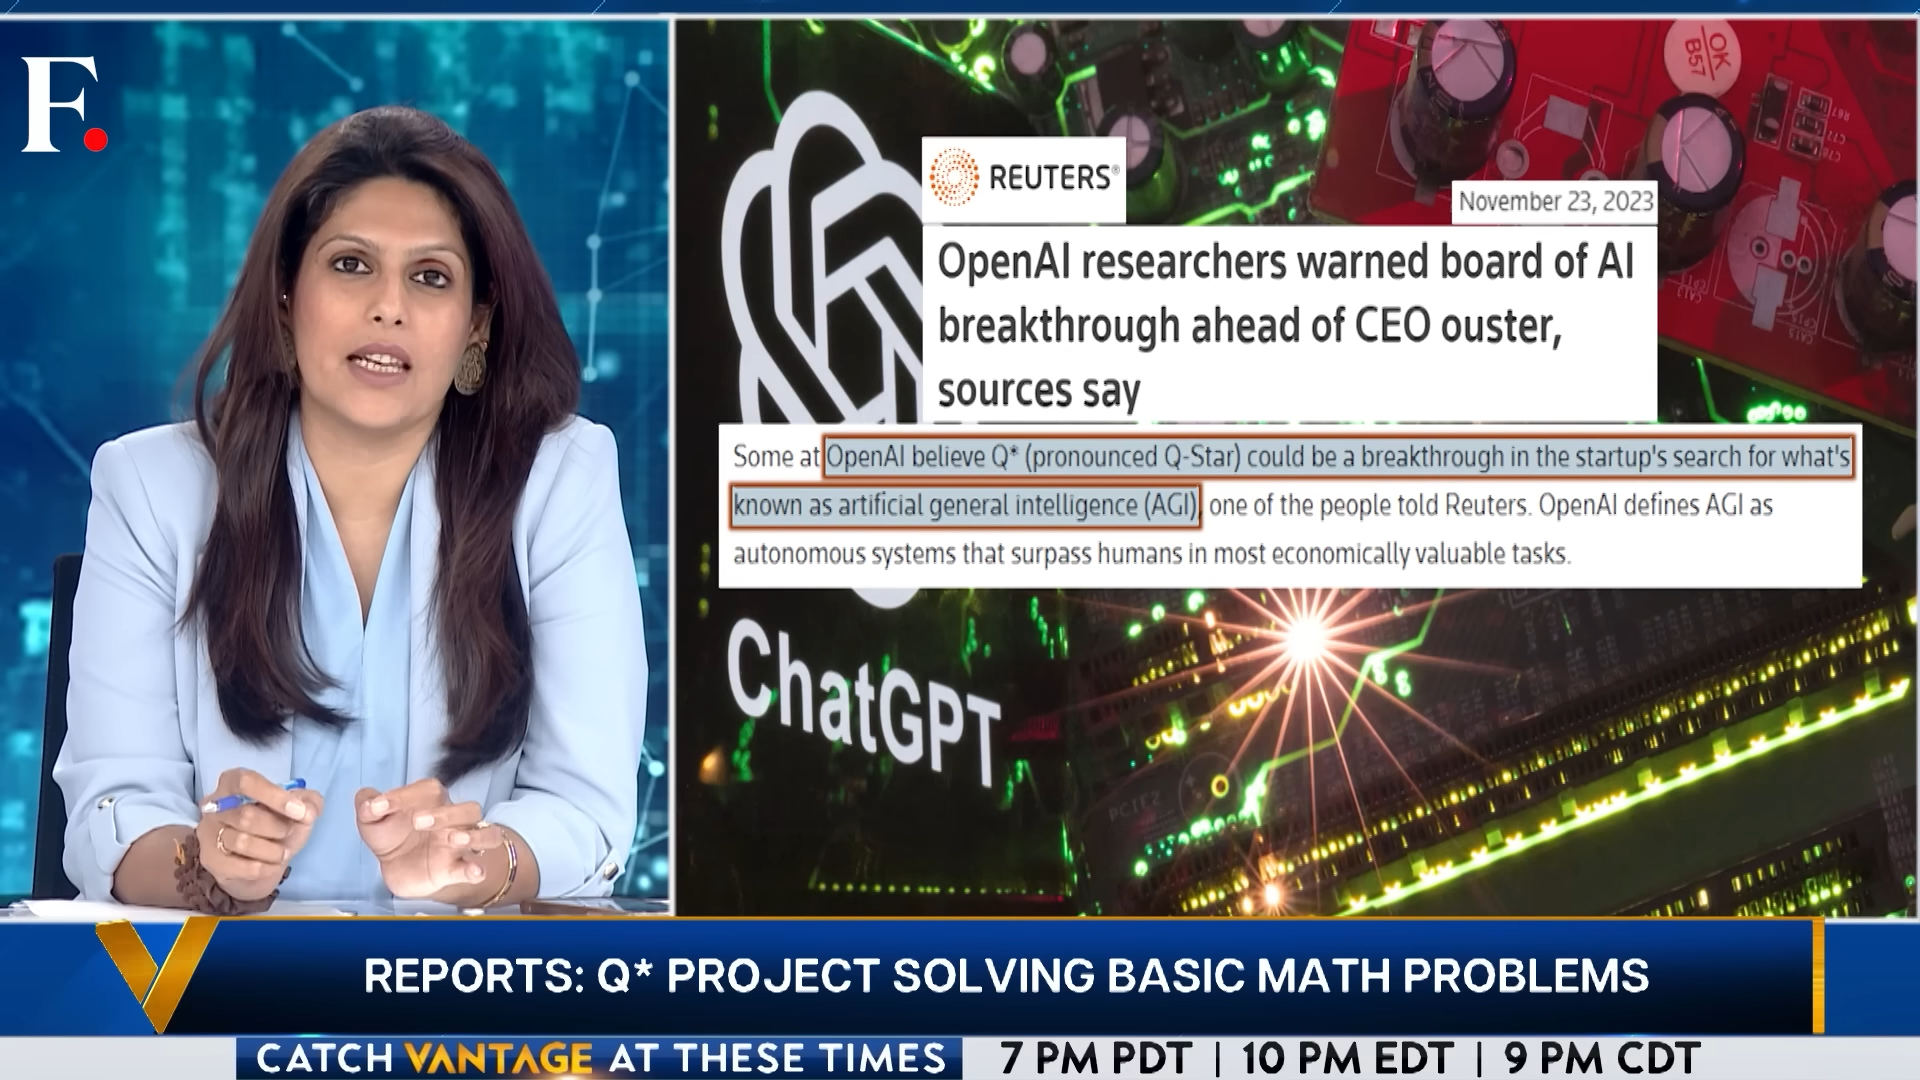 F.
OK
B57
REUTERS®
November 23, 2023
OpenAI researchers warned board of AI
breakthrough ahead of CEO ouster,
sources say
Some at OpenAI believe Q* (pronounced Q-Star) could be a breakthrough in the startup's search for what's
known as artificial general intelligence (AGI), one of the people told Reuters. OpenAI defines AGI as
autonomous systems that surpass humans in most economically valuable tasks.
ChatGPT
PCIE2
REPORTS: Q* PROJECT SOLVING BASIC MATH PROBLEMS
CATCH VANTAGE AT THESE TIMES 7 PM PDT | 10 PM EDT | 9 PM CDT